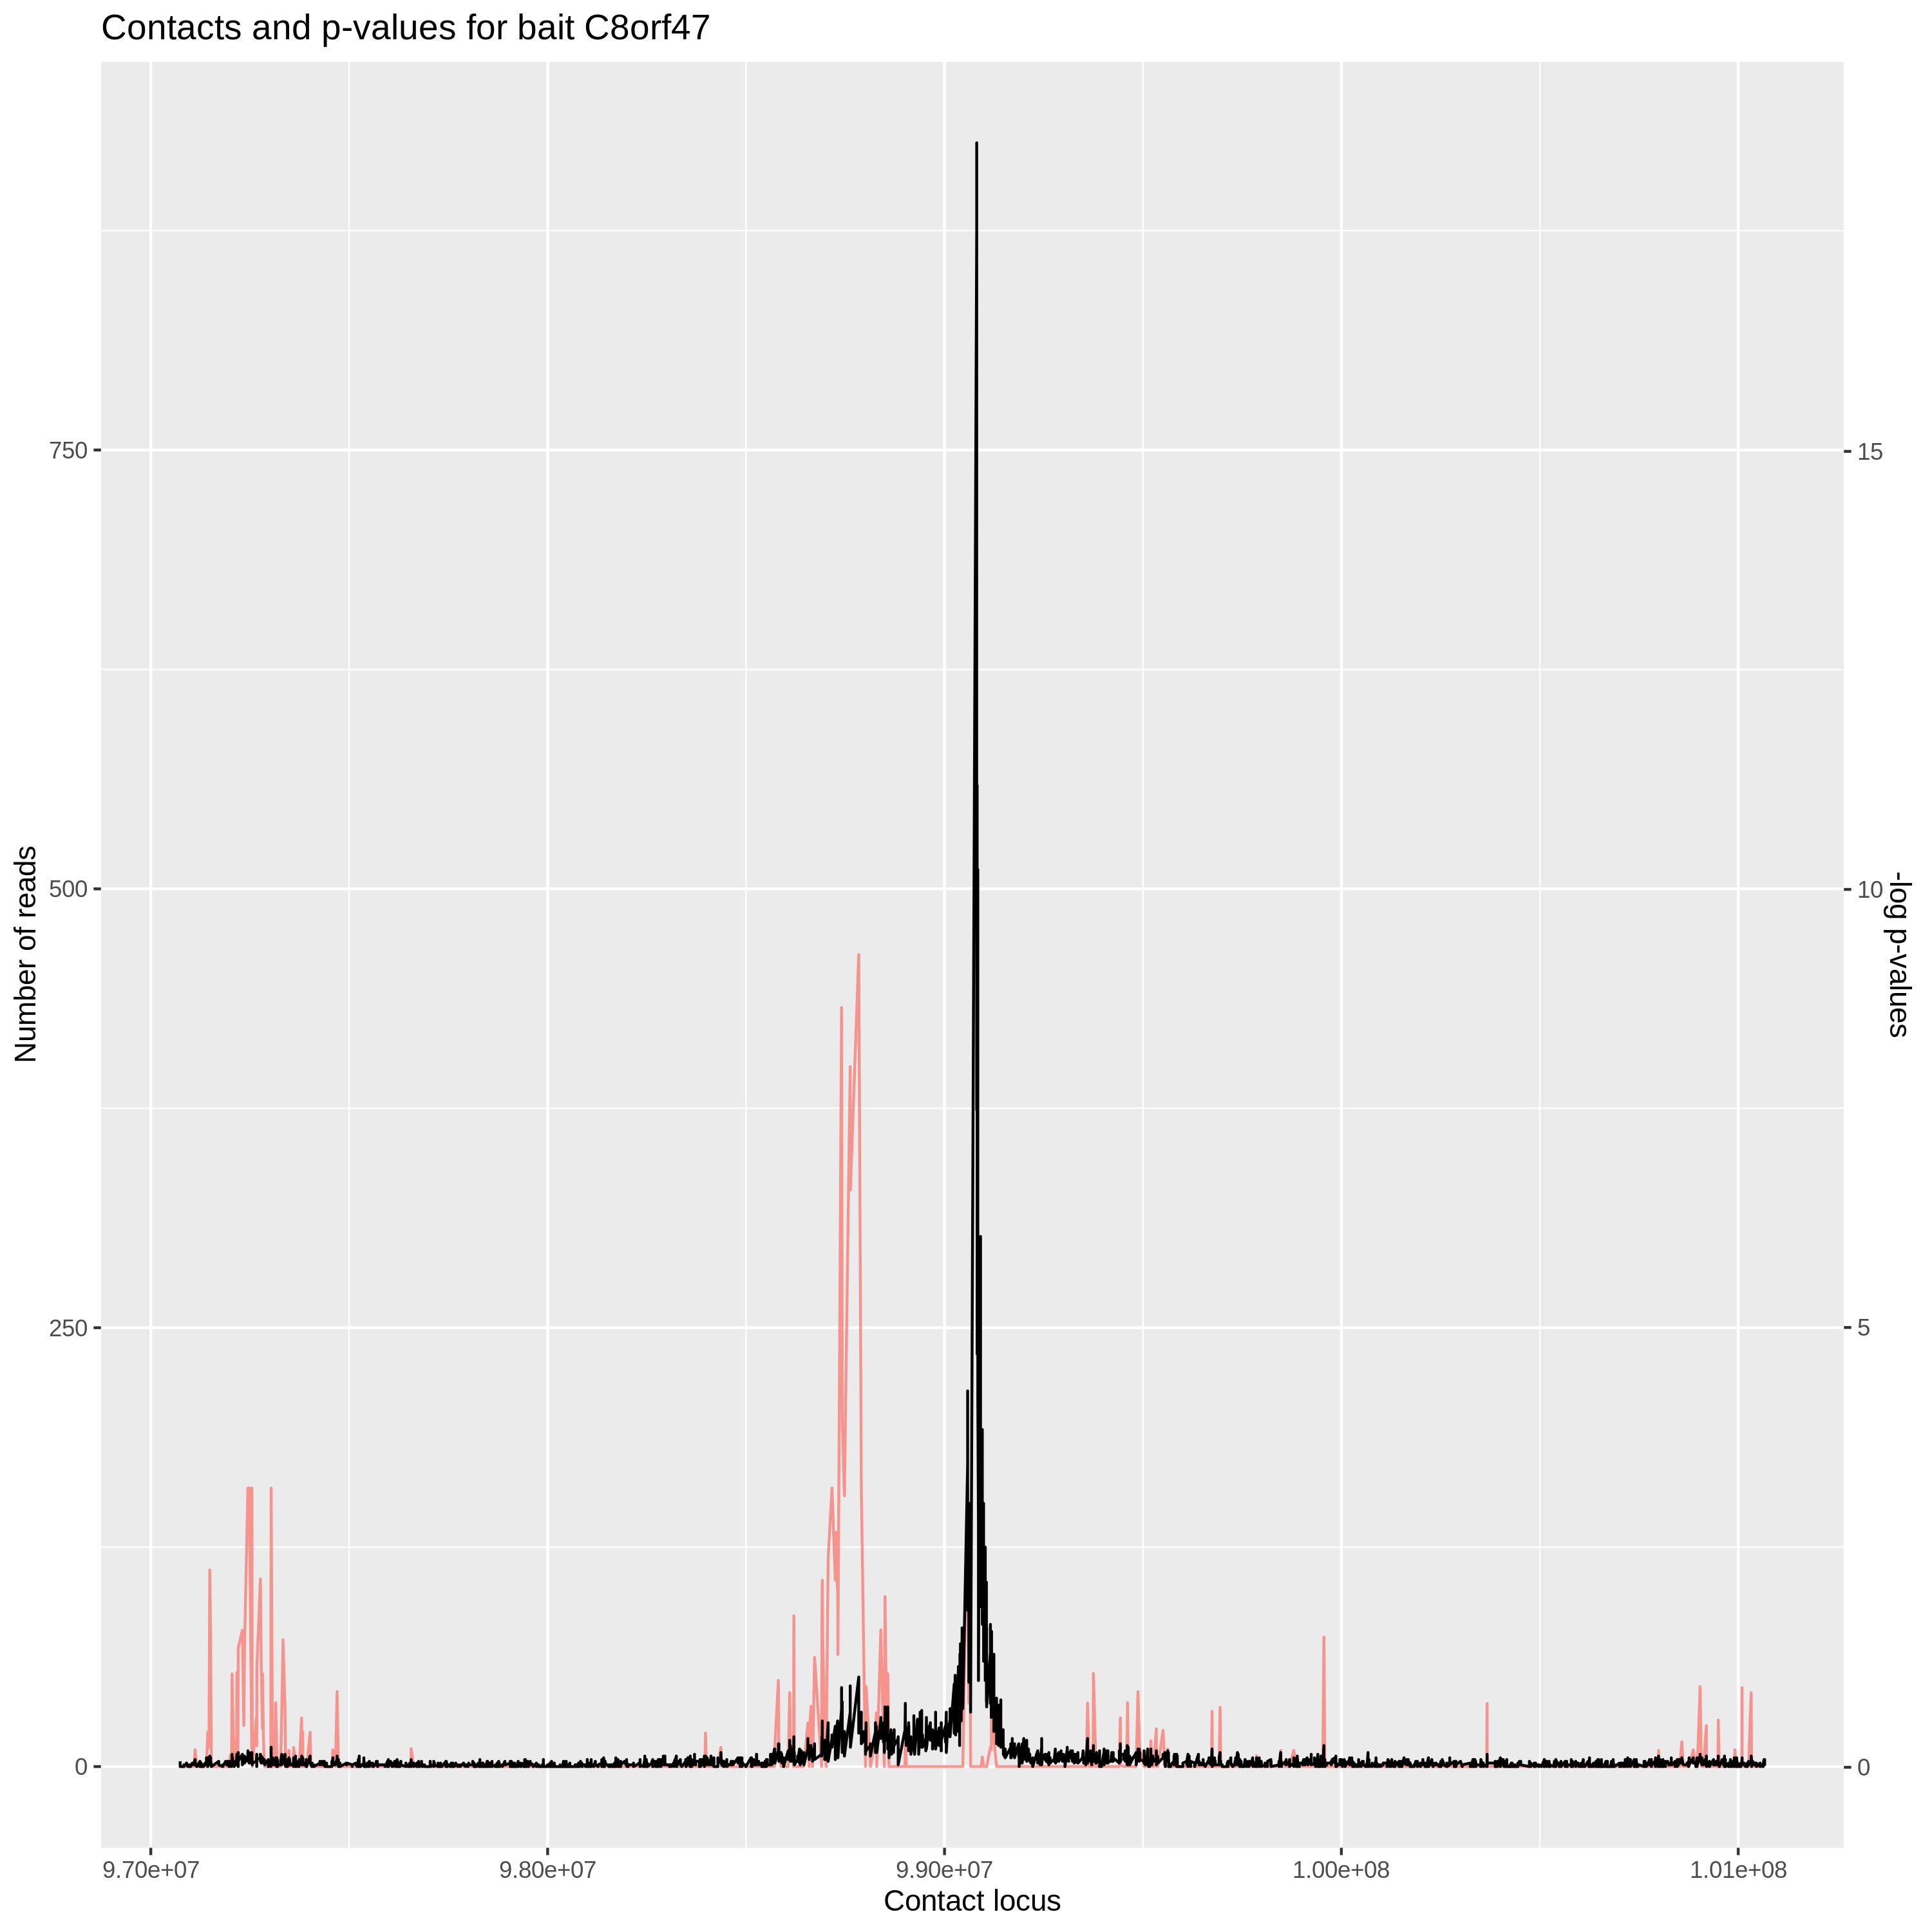 Contacts and p-values for bait C8orf47
Number of reads
750
500
250
0
15
10
5
0
-log p-values
9.70e+07
9.80e+07
9.90e+07
1.00e+08
1.01e+08
Contact locus